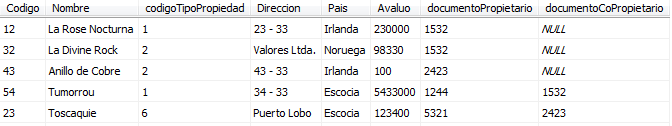 Codigo Nombre codigoTipoPropiedad Direccion Pais Avaluo documentoPropietario documentoCoPropietario
12 La Rose Nocturna 1 23 - 33 Irlanda 230000 1532 NULL
32 La Divine Rock 2 Valores Ltda. Noruega 98330 1532 NULL
43 Anillo de Cobre 2 43 - 33 Irlanda 100 2423 NULL
54 Tumorrou 1 34 - 33 Escocia 5433000 1244 1532
23 Toscaquie 6 Puerto Lobo Escocia 123400 5321 2423